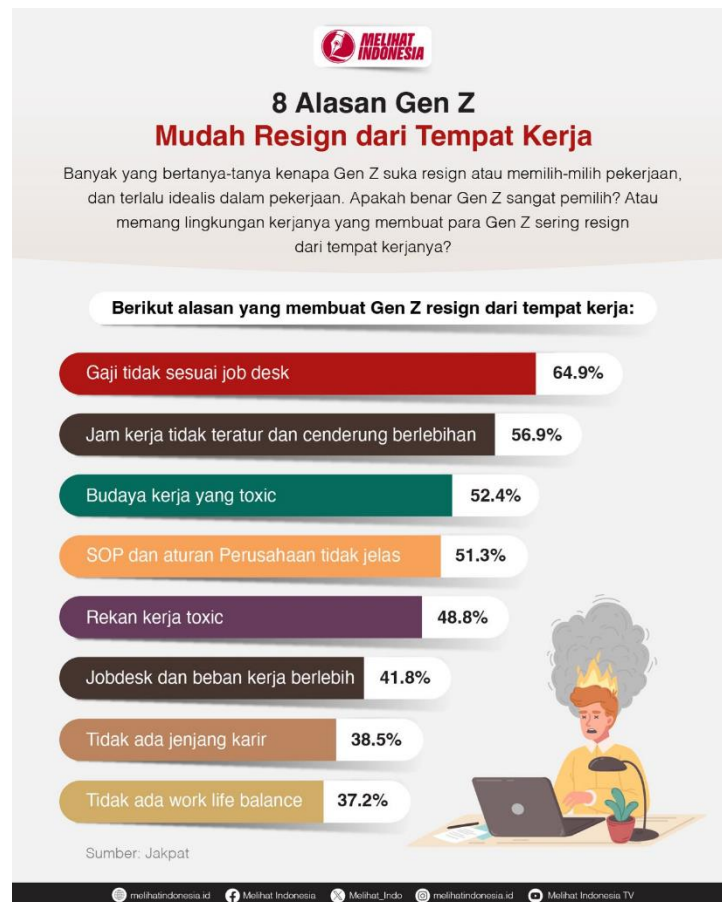 MELIHAT
INDONESIA
8 Alasan Gen Z
Mudah Resign dari Tempat Kerja
Banyak yang bertanya-tanya kenapa Gen Z suka resign atau memilih-milih pekerjaan,
dan terlalu idealis dalam pekerjaan. Apakah benar Gen Z sangat pemilih? Atau
memang lingkungan kerjanya yang membuat para Gen Z sering resign
dari tempat kerjanya?
Berikut alasan yang membuat Gen Z resign dari tempat kerja:
Gaji tidak sesuai job desk 64.9%
Jam kerja tidak teratur dan cenderung berlebihan 56.9%
Budaya kerja yang toxic 52.4%
SOP dan aturan Perusahaan tidak jelas 51.3%
Rekan kerja toxic 48.8%
Jobdesk dan beban kerja berlebih 41.8%
Tidak ada jenjang karir 38.5%
Tidak ada work life balance 37.2%
Sumber: Jakpat
melihatindonesia.id Melihat Indonesia Melihat_Indo melihatindonesia.id Melihat Indonesia TV